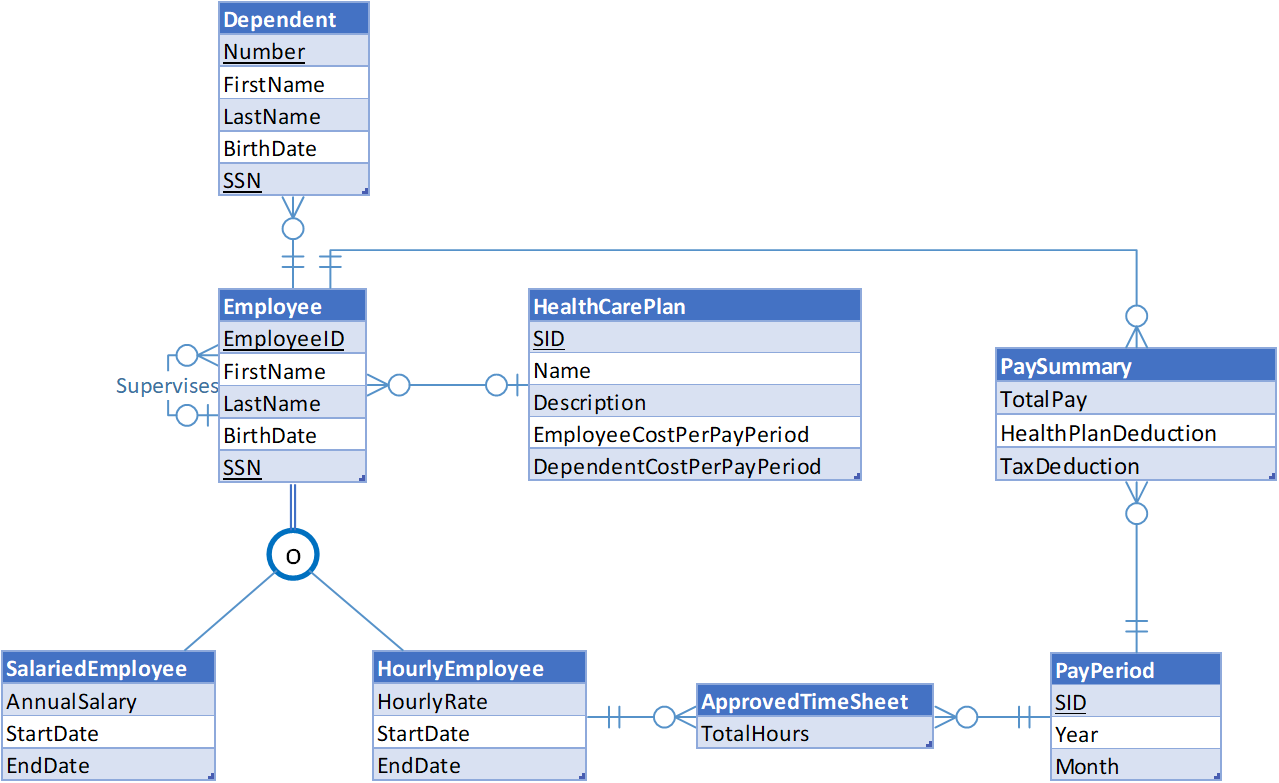 Dependent
Number
FirstName
LastName
BirthDate
SSN
Employee
EmployeeID
FirstName
LastName
BirthDate
SSN
Supervises
HealthCarePlan
SID
Name
Description
EmployeeCostPerPayPeriod
DependentCostPerPayPeriod
PaySummary
TotalPay
HealthPlanDeduction
TaxDeduction
O
SalariedEmployee
AnnualSalary
StartDate
EndDate
HourlyEmployee
HourlyRate
StartDate
EndDate
ApprovedTimeSheet
TotalHours
PayPeriod
SID
Year
Month